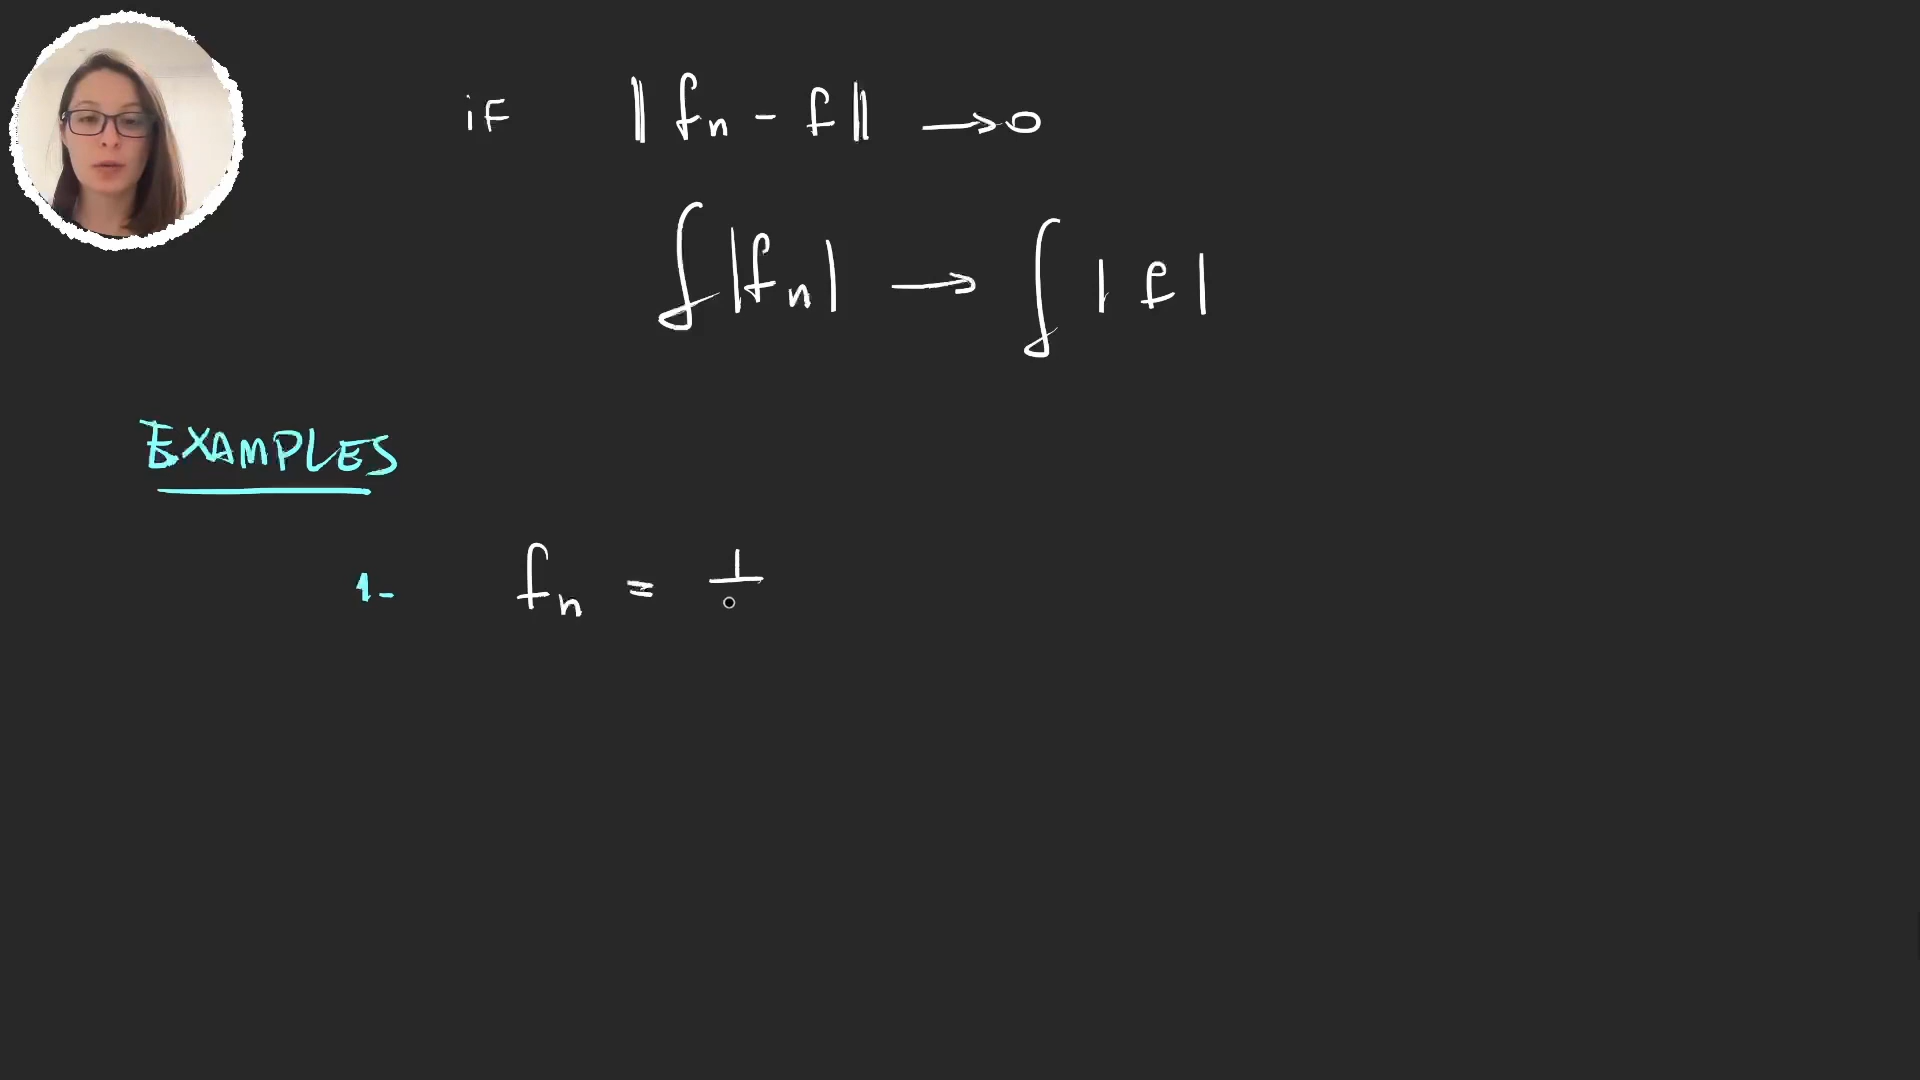 if ‖fn - f‖ → 0
∫|fn| → ∫|f|
EXAMPLES
1- fn = 1